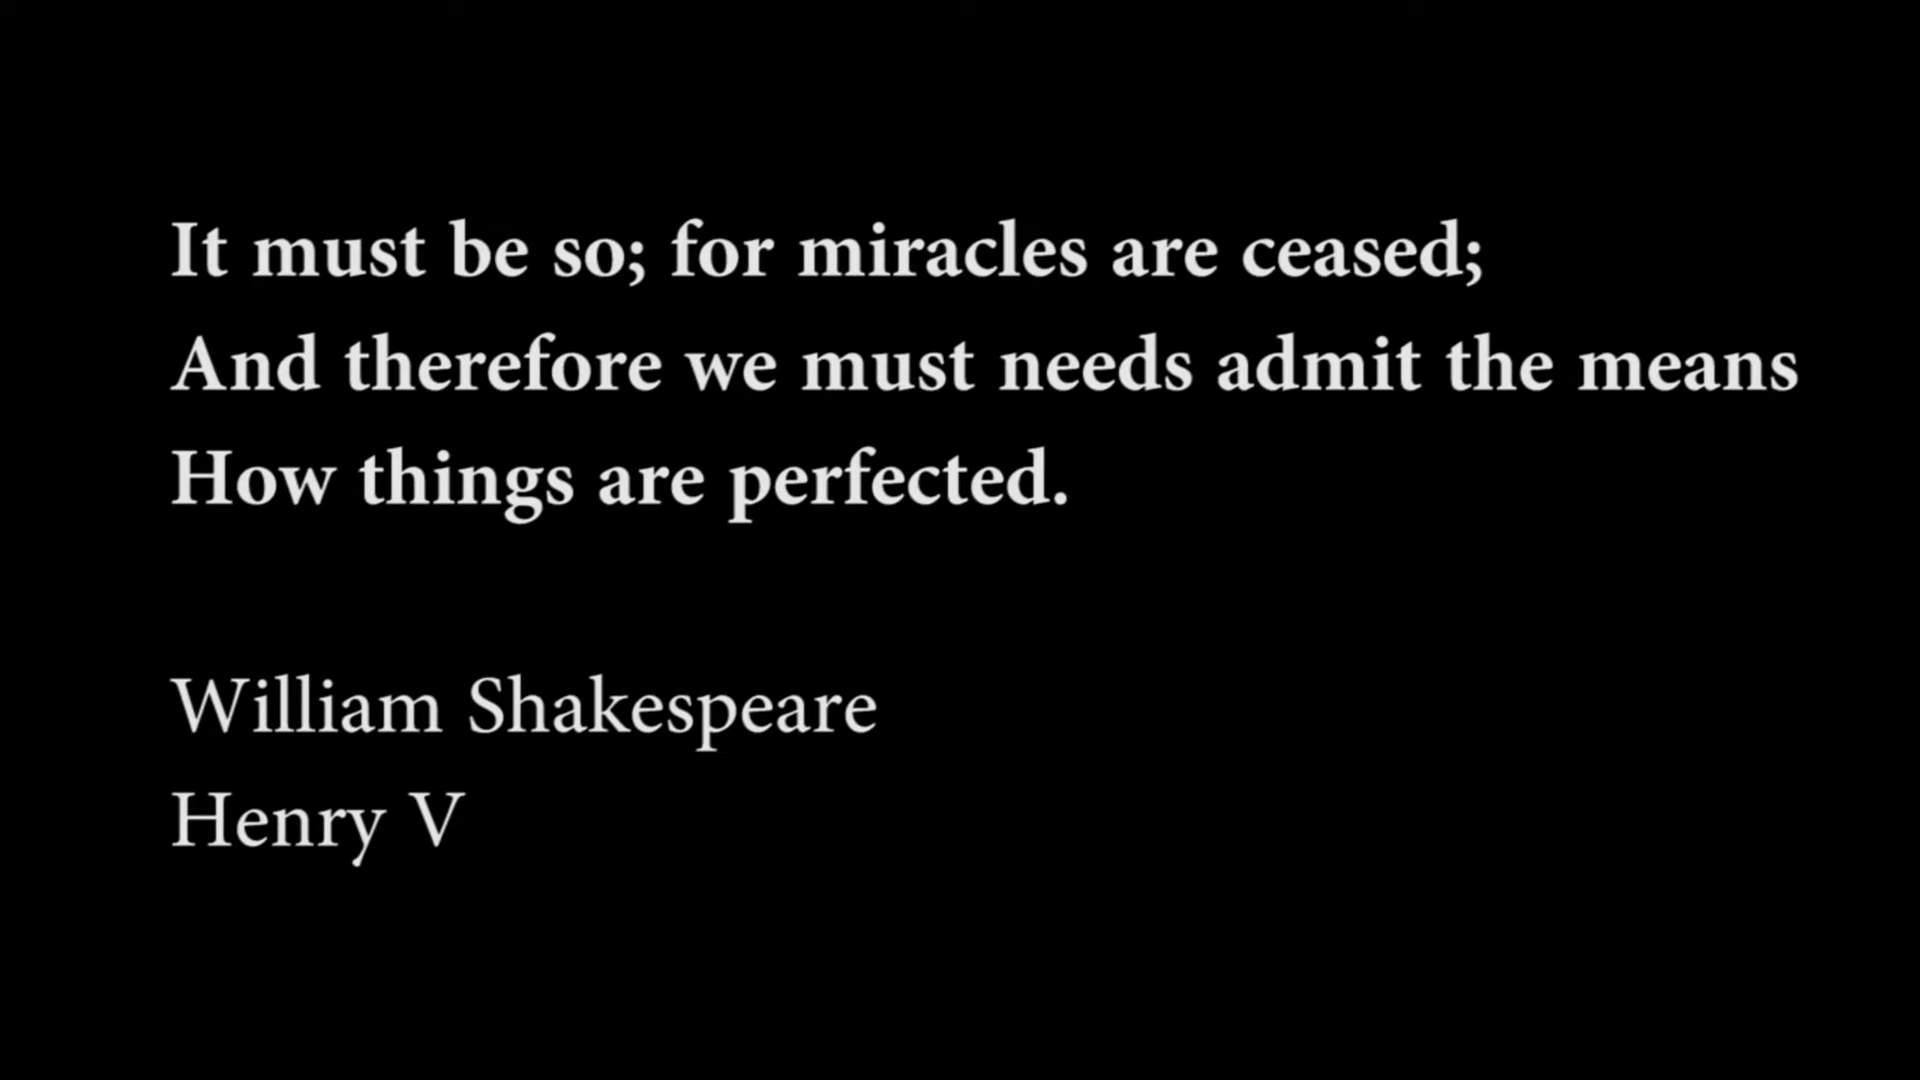 It must be so; for miracles are ceased;
And therefore we must needs admit the means
How things are perfected.
William Shakespeare
Henry V